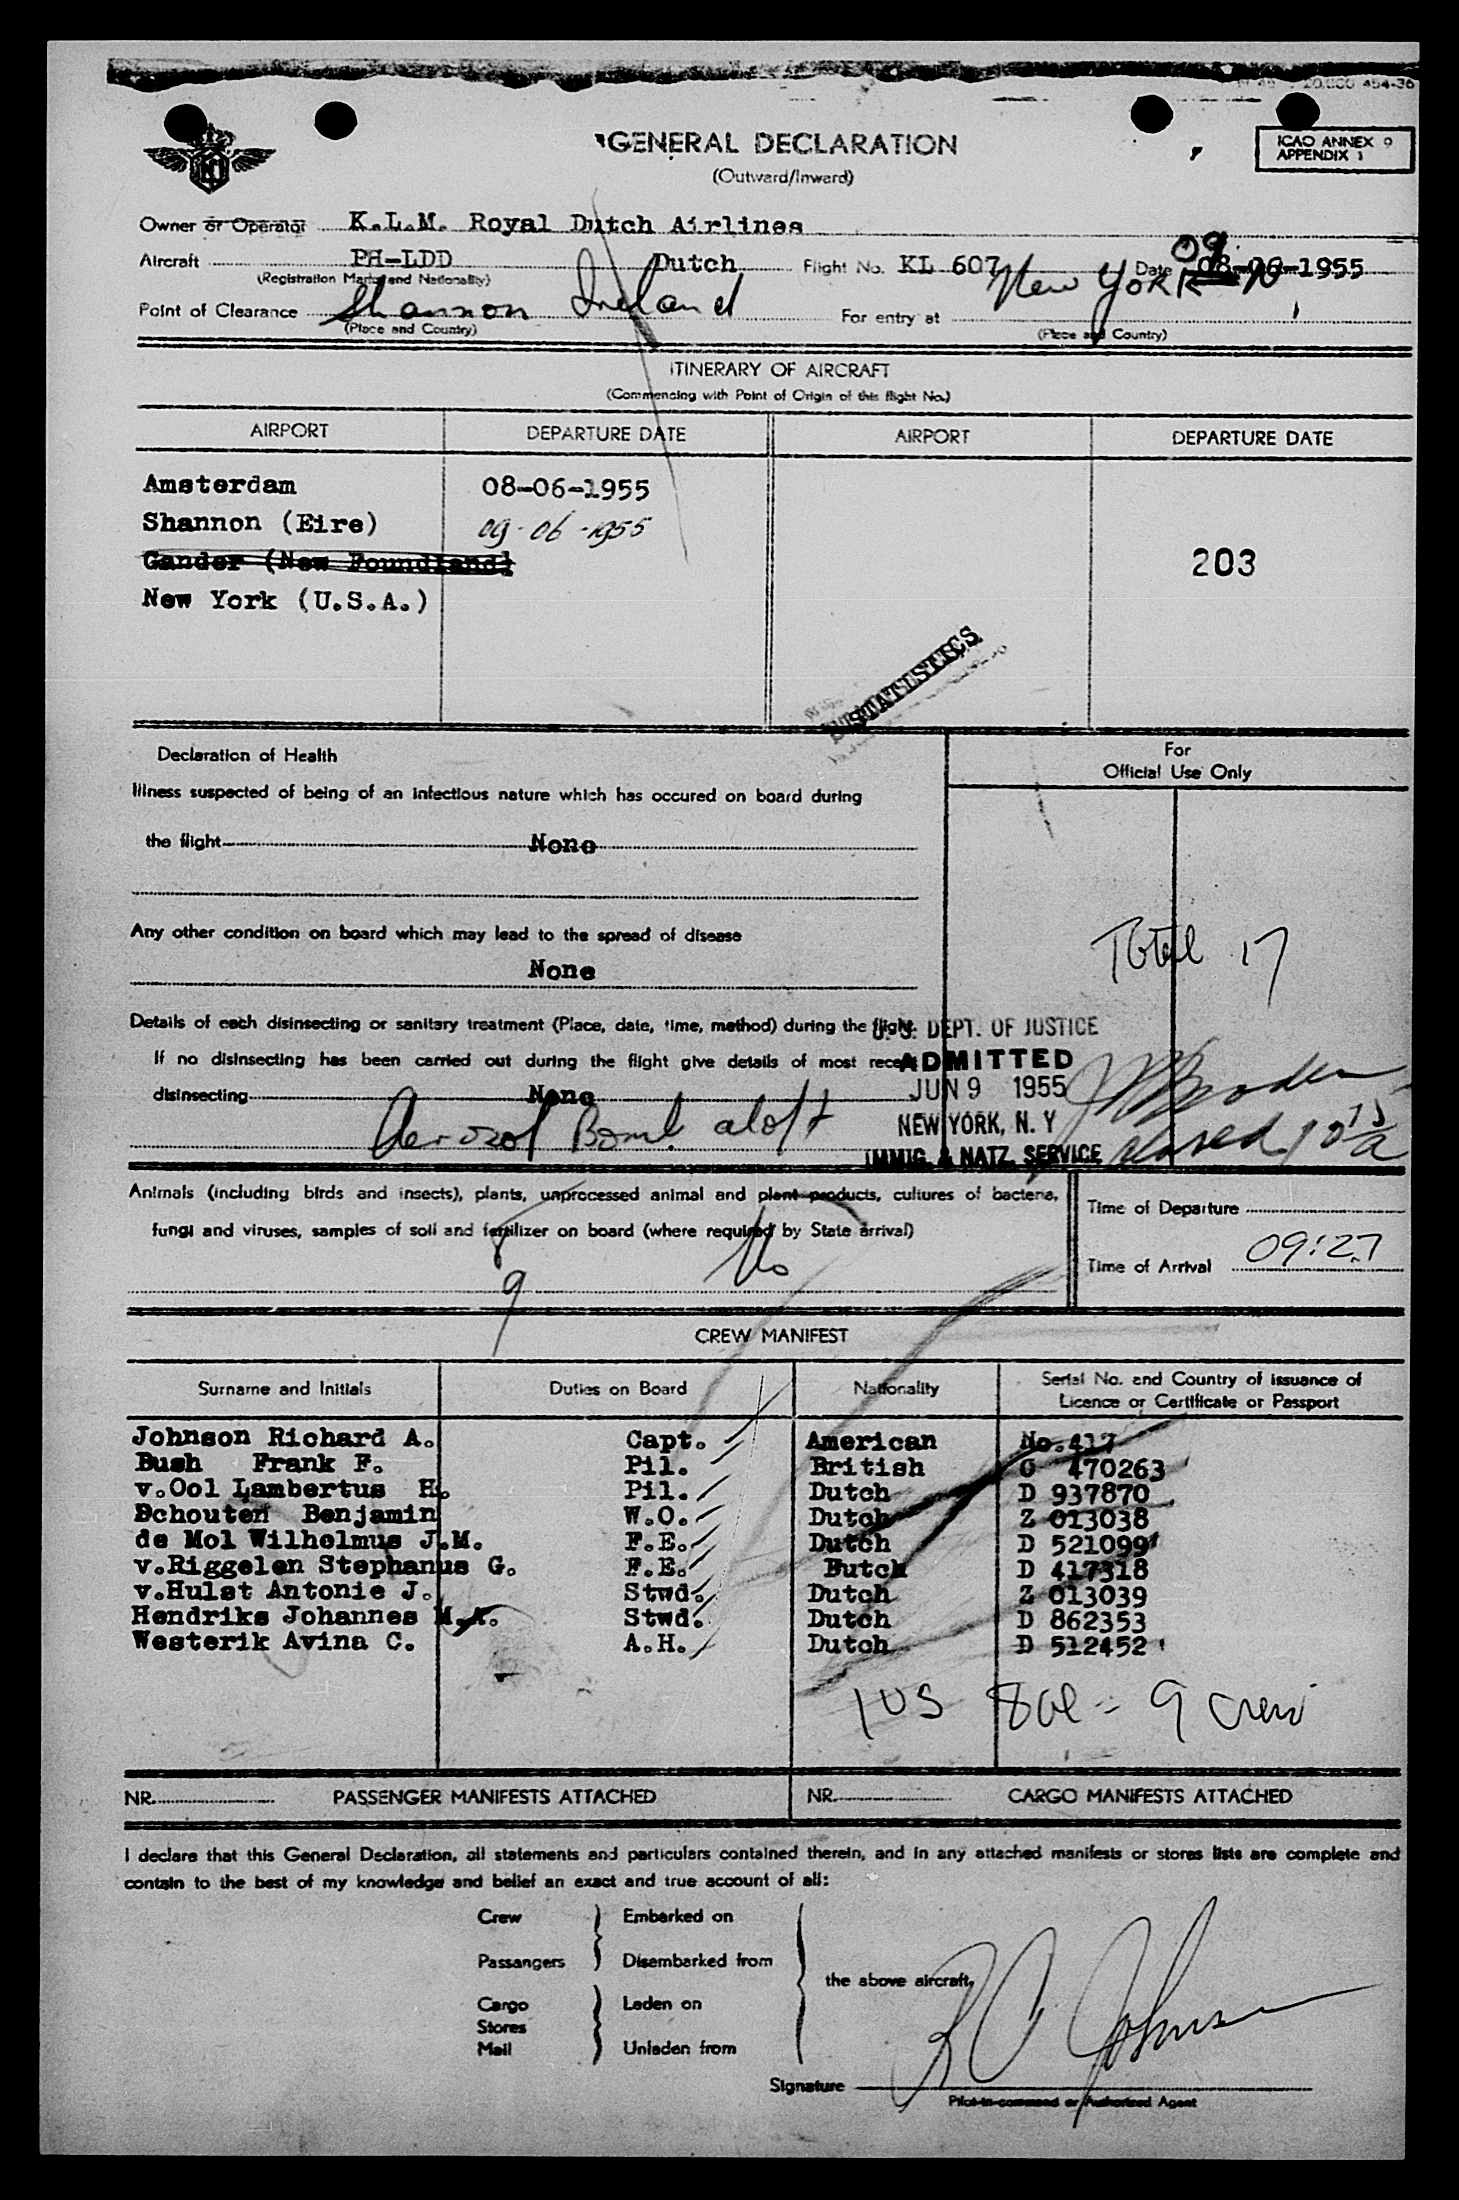 20,000 454-36
GENERAL DECLARATION
(Outward/Inward)
ICAO ANNEX 9
APPENDIX 1
Owner or Operator K.L.M. Royal Dutch Airlines
Aircraft PH-LDD Dutch Flight No. KL 607 Date 08-06-1955
09
(Registration Marks and Nationality)
Point of Clearance Shannon Ireland For entry at New York N
(Place and Country) (Place and Country)
ITINERARY OF AIRCRAFT
(Commencing with Point of Origin of this flight No.)
AIRPORT DEPARTURE DATE AIRPORT DEPARTURE DATE
Amsterdam 08-06-1955
Shannon (Eire) 09-06-1955
Gander (New Foundland) 203
New York (U.S.A.)
STATISTICS
Declaration of Health
For
Official Use Only
Illness suspected of being of an infectious nature which has occured on board during
the flight None
Any other condition on board which may lead to the spread of disease
None
Total 17
Details of each disinsecting or sanitary treatment (Place, date, time, method) during the flight.
If no disinsecting has been carried out during the flight give details of most recent
disinsecting None
Aerosol Bomb aloft
U. S. DEPT. OF JUSTICE
ADMITTED
JUN 9 1955
NEW YORK, N. Y
IMMIG. & NATZ. SERVICE
Animals (including birds and insects), plants, unprocessed animal and plant products, cultures of bacteria,
fungi and viruses, samples of soil and fertilizer on board (where required by State arrival)
8
9
No
Time of Departure
Time of Arrival 09:27
CREW MANIFEST
Surname and Initials Duties on Board Nationality Serial No. and Country of issuance of
Licence or Certificate or Passport
Johnson Richard A. Capt. American No.417
Bush Frank F. Pil. British C 470263
v.Ool Lambertus H. Pil. Dutch D 937870
Schouten Benjamin W.O. Dutch Z 013038
de Mol Wilhelmus J.M. F.E. Dutch D 521099
v.Riggelen Stephanus G. F.E. Dutch D 417318
v.Hulst Antonie J. Stwd. Dutch Z 013039
Hendriks Johannes M.A. Stwd. Dutch D 862353
Westerik Avina C. A.H. Dutch D 512452
1 US 8 al = 9 crew
NR. PASSENGER MANIFESTS ATTACHED NR. CARGO MANIFESTS ATTACHED
I declare that this General Declaration, all statements and particulars contained therein, and in any attached manifests or stores lists are complete and
contain to the best of my knowledge and belief an exact and true account of all:
Crew Embarked on
Passangers Disembarked from
the above aircraft,
Cargo Laden on
Stores
Mail Unladen from
Signature R A Johnson
Pilot-in-command or Authorized Agent